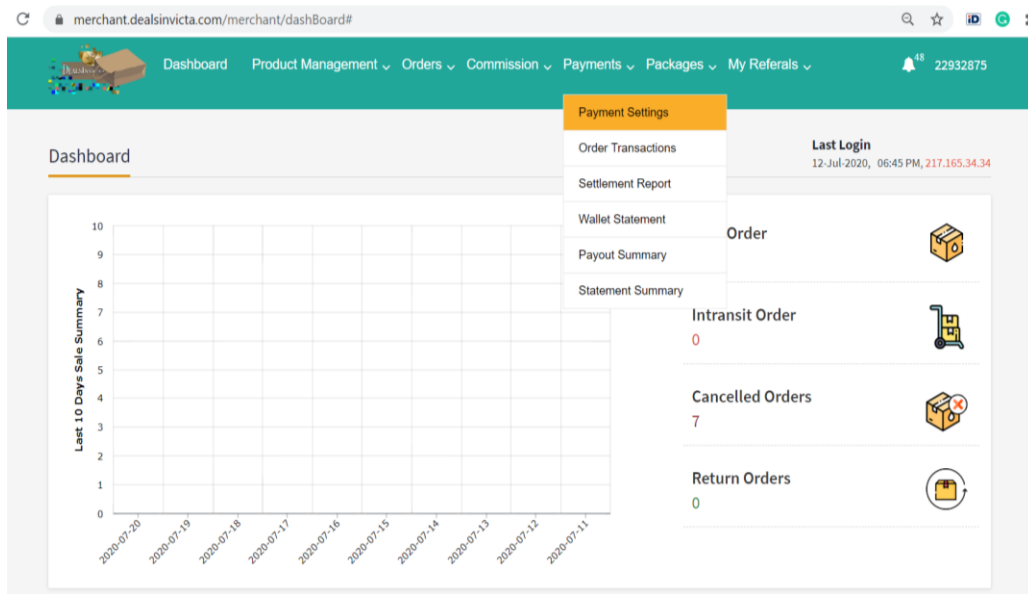 merchant.dealsinvicta.com/merchant/dashBoard#
Dashboard Product Management Orders Commission Payments Packages My Referrals 48 22932875
Payment Settings
Order Transactions
Settlement Report
Wallet Statement
Payout Summary
Statement Summary
Dashboard
Last Login
12-Jul-2020, 06:45 PM, 217.165.34.34
Last 10 Days Sale Summary
10
9
8
7
6
5
4
3
2
1
0
2020-07-20
2020-07-19
2020-07-18
2020-07-17
2020-07-16
2020-07-15
2020-07-14
2020-07-13
2020-07-12
2020-07-11
Order
Intransit Order
0
Cancelled Orders
7
Return Orders
0